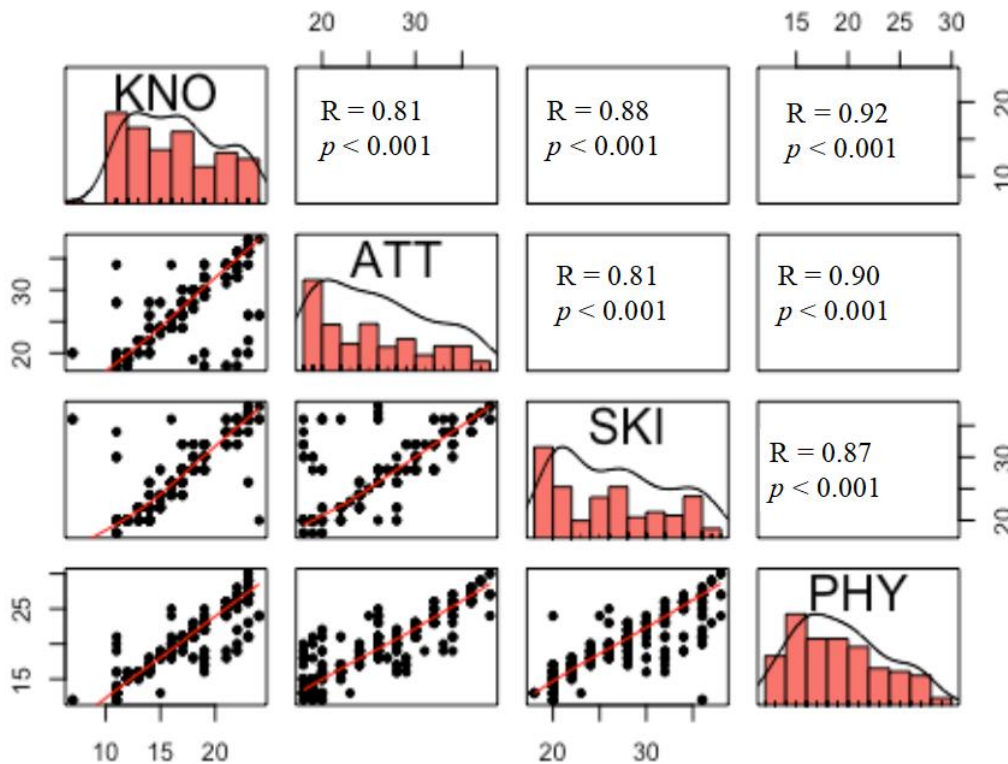 20 30
15 20 25 30
KNO
R = 0.81
p < 0.001
R = 0.88
p < 0.001
R = 0.92
p < 0.001
10 20
20 30
ATT
R = 0.81
p < 0.001
R = 0.90
p < 0.001
SKI
R = 0.87
p < 0.001
20 30
15 25
PHY
10 15 20
20 30